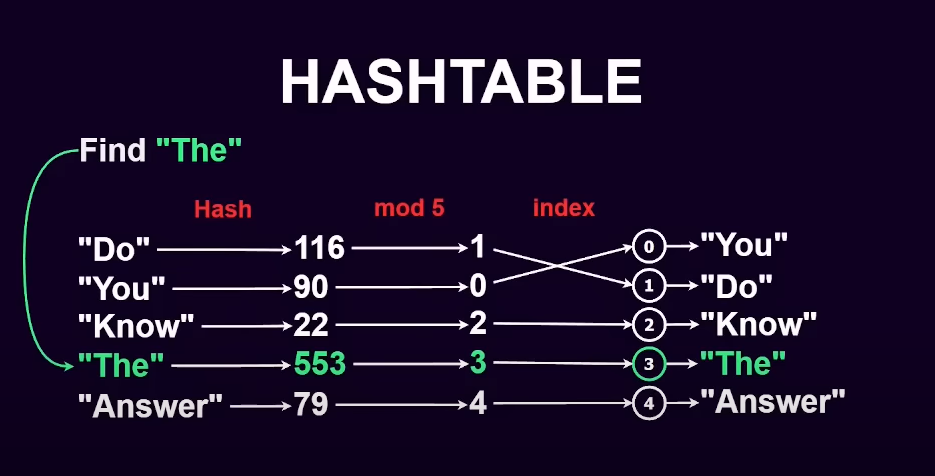 HASHTABLE
Find "The"
Hash mod 5 index
"Do" 116 1 0 "You"
"You" 90 0 1 "Do"
"Know" 22 2 2 "Know"
"The" 553 3 3 "The"
"Answer" 79 4 4 "Answer"